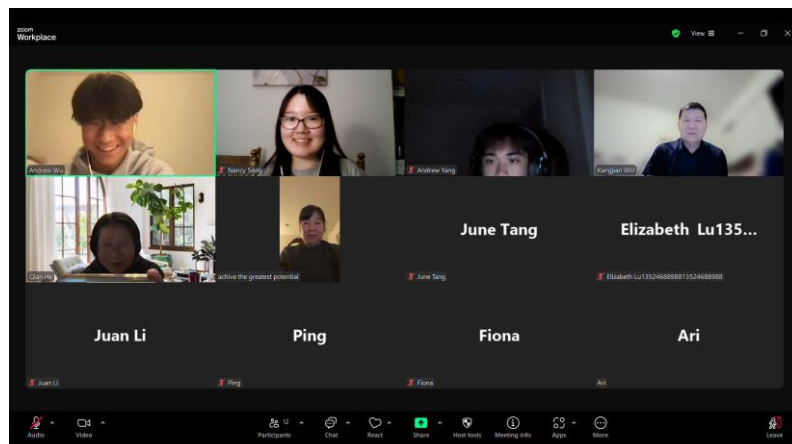 zoom
Workplace
View
Andrew Wu
Nancy Song
Andrew Yang
Kangjian WU
Qian He
achive the greatest potential
June Tang
June Tang
Elizabeth Lu135...
Elizabeth Lu1352468898813524688988
Juan Li
Juan Li
Ping
Ping
Fiona
Fiona
Ari
Ari
Audio
Video
12
Participants
Chat
React
Share
Host tools
Meeting info
Apps
More
Leave